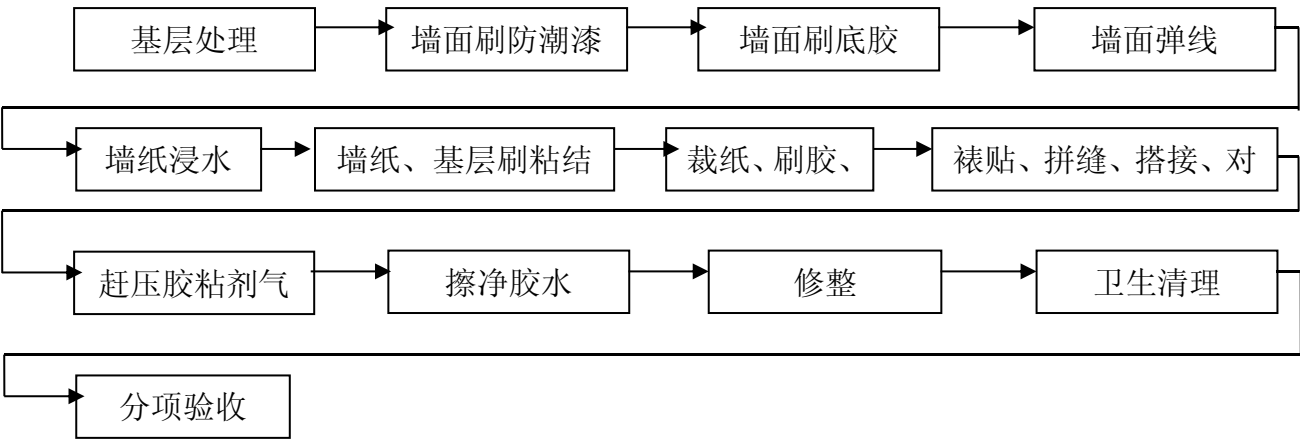 基层处理
墙面刷防潮漆
墙面刷底胶
墙面弹线
墙纸浸水
墙纸、基层刷粘结
裁纸、刷胶、
裱贴、拼缝、搭接、对
赶压胶粘剂气
擦净胶水
修整
卫生清理
分项验收